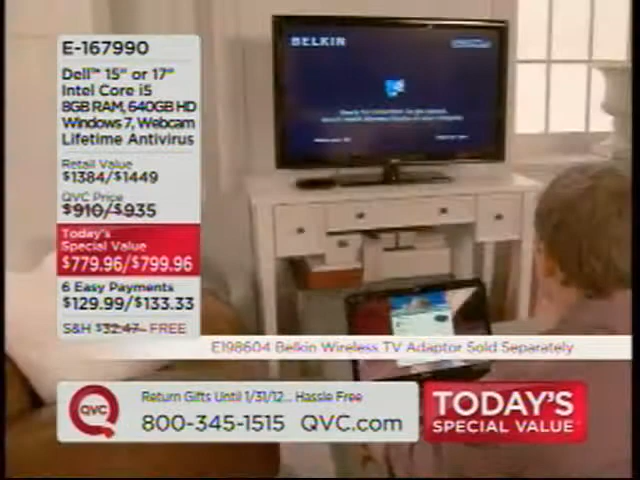 E-167990
Dell™ 15" or 17"
Intel Core i5
8GB RAM, 640GB HD
Windows 7, Webcam
Lifetime Antivirus
Retail Value
$1384/$1449
QVC Price
$910/$935
Today's
Special Value
$779.96/$799.96
6 Easy Payments
$129.99/$133.33
S&H $32.47 FREE
BELKIN
E198604 Belkin Wireless TV Adaptor Sold Separately
QVC
Return Gifts Until 1/31/12... Hassle Free
800-345-1515 QVC.com
TODAY'S
SPECIAL VALUE